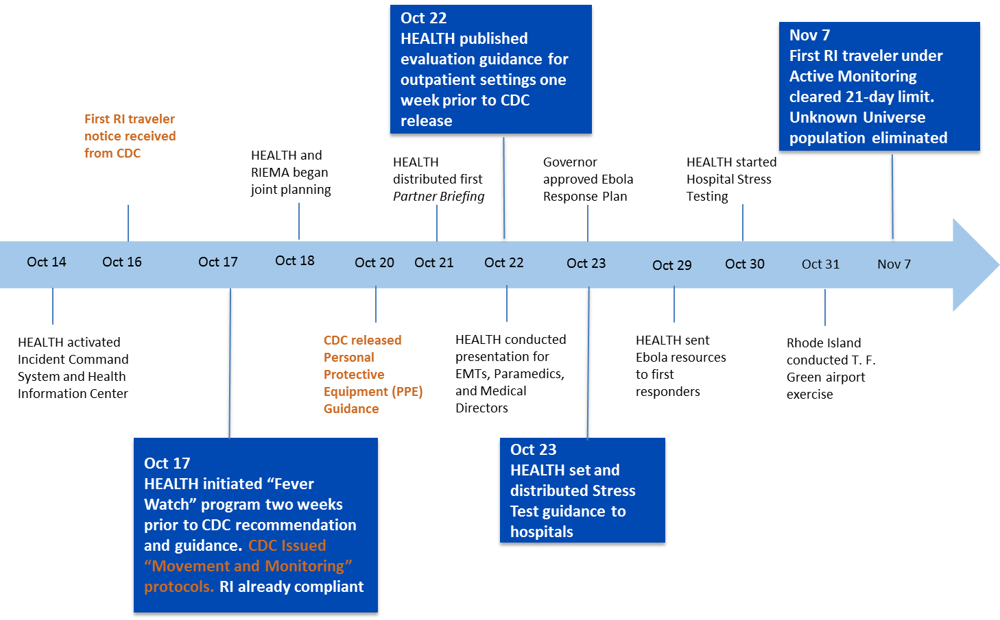 Oct 22
HEALTH published
evaluation guidance for
outpatient settings one
week prior to CDC
release
Nov 7
First RI traveler under
Active Monitoring
cleared 21-day limit.
Unknown Universe
population eliminated
First RI traveler
notice received
from CDC
HEALTH and
RIEMA began
joint planning
HEALTH
distributed first
Partner Briefing
Governor
approved Ebola
Response Plan
HEALTH started
Hospital Stress
Testing
Oct 14
Oct 16
Oct 17
Oct 18
Oct 20
Oct 21
Oct 22
Oct 23
Oct 29
Oct 30
Oct 31
Nov 7
HEALTH activated
Incident Command
System and Health
Information Center
CDC released
Personal
Protective
Equipment (PPE)
Guidance
HEALTH conducted
presentation for
EMTs, Paramedics,
and Medical
Directors
HEALTH sent
Ebola resources
to first
responders
Rhode Island
conducted T. F.
Green airport
exercise
Oct 17
HEALTH initiated “Fever
Watch” program two weeks
prior to CDC recommendation
and guidance. CDC Issued
“Movement and Monitoring”
protocols. RI already compliant
Oct 23
HEALTH set and
distributed Stress
Test guidance to
hospitals